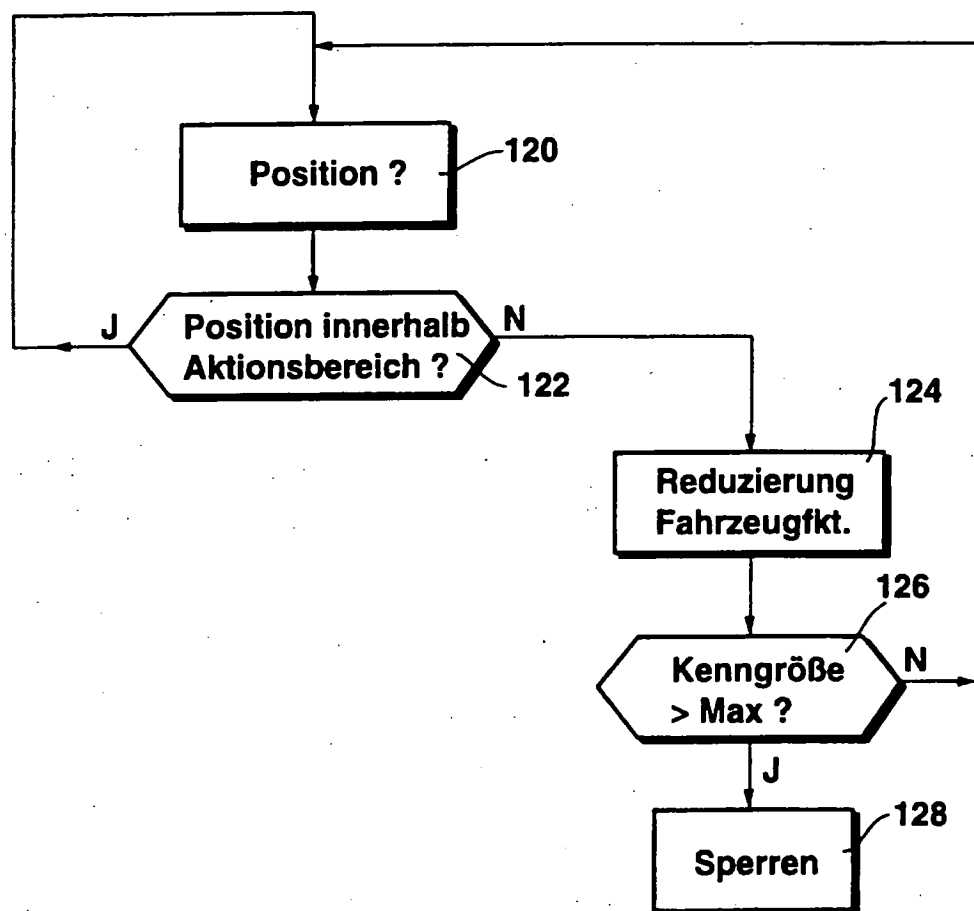 Position ?
120
J
Position innerhalb
Aktionsbereich ?
N
122
124
Reduzierung
Fahrzeugfkt.
126
Kenngröße
> Max ?
N
J
128
Sperren